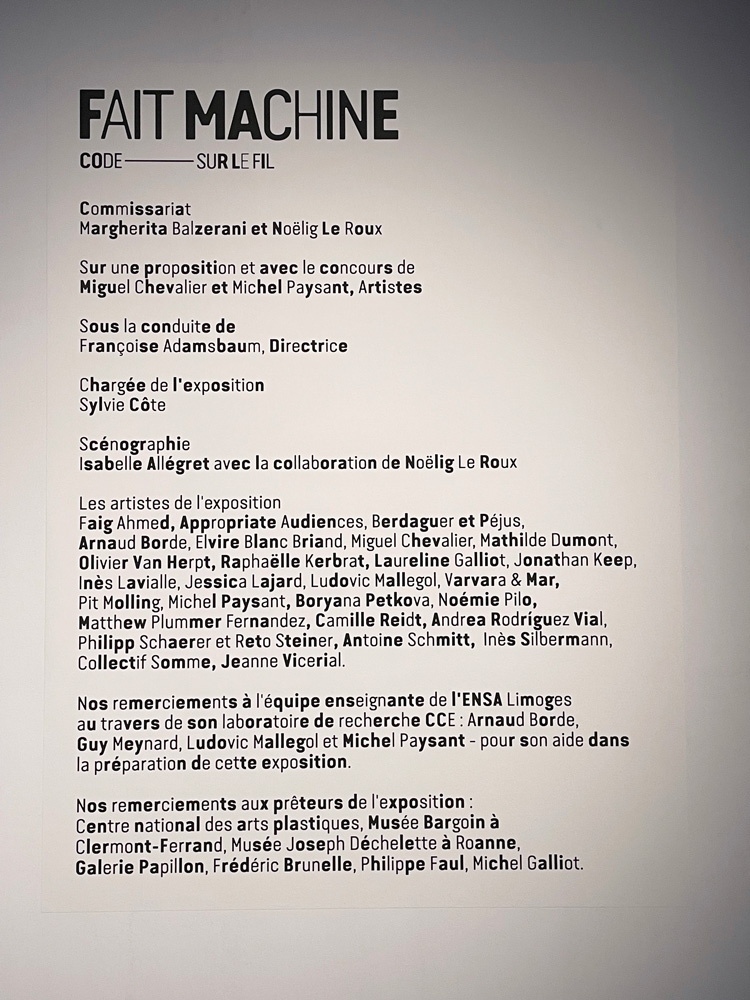 FAIT MACHINE
CODE———SUR LE FIL
Commissariat
Margherita Balzerani et Noëlig Le Roux
Sur une proposition et avec le concours de
Miguel Chevalier et Michel Paysant, Artistes
Sous la conduite de
Françoise Adamsbaum, Directrice
Chargée de l'exposition
Sylvie Côte
Scénographie
Isabelle Allégret avec la collaboration de Noëlig Le Roux
Les artistes de l'exposition
Faig Ahmed, Appropriate Audiences, Berdaguer et Péjus,
Arnaud Borde, Elvire Blanc Briand, Miguel Chevalier, Mathilde Dumont,
Olivier Van Herpt, Raphaëlle Kerbrat, Laureline Galliot, Jonathan Keep,
Inès Lavialle, Jessica Lajard, Ludovic Mallegol, Varvara & Mar,
Pit Molling, Michel Paysant, Boryana Petkova, Noémie Pilo,
Matthew Plummer Fernandez, Camille Reidt, Andrea Rodríguez Vial,
Philipp Schaerer et Reto Steiner, Antoine Schmitt, Inès Silbermann,
Collectif Somme, Jeanne Vicerial.
Nos remerciements à l'équipe enseignante de l'ENSA Limoges
au travers de son laboratoire de recherche CCE : Arnaud Borde,
Guy Meynard, Ludovic Mallegol et Michel Paysant - pour son aide dans
la préparation de cette exposition.
Nos remerciements aux prêteurs de l'exposition :
Centre national des arts plastiques, Musée Bargoin à
Clermont-Ferrand, Musée Joseph Déchelette à Roanne,
Galerie Papillon, Frédéric Brunelle, Philippe Faul, Michel Galliot.